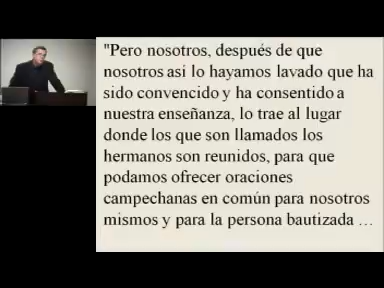 "Pero nosotros, después de que
nosotros asi lo hayamos lavado que ha
sido convencido y ha consentido a
nuestra enseñanza, lo trae al lugar
donde los que son llamados los
hermanos son reunidos, para que
podamos ofrecer oraciones
campechanas en común para nosotros
mismos y para la persona bautizada …